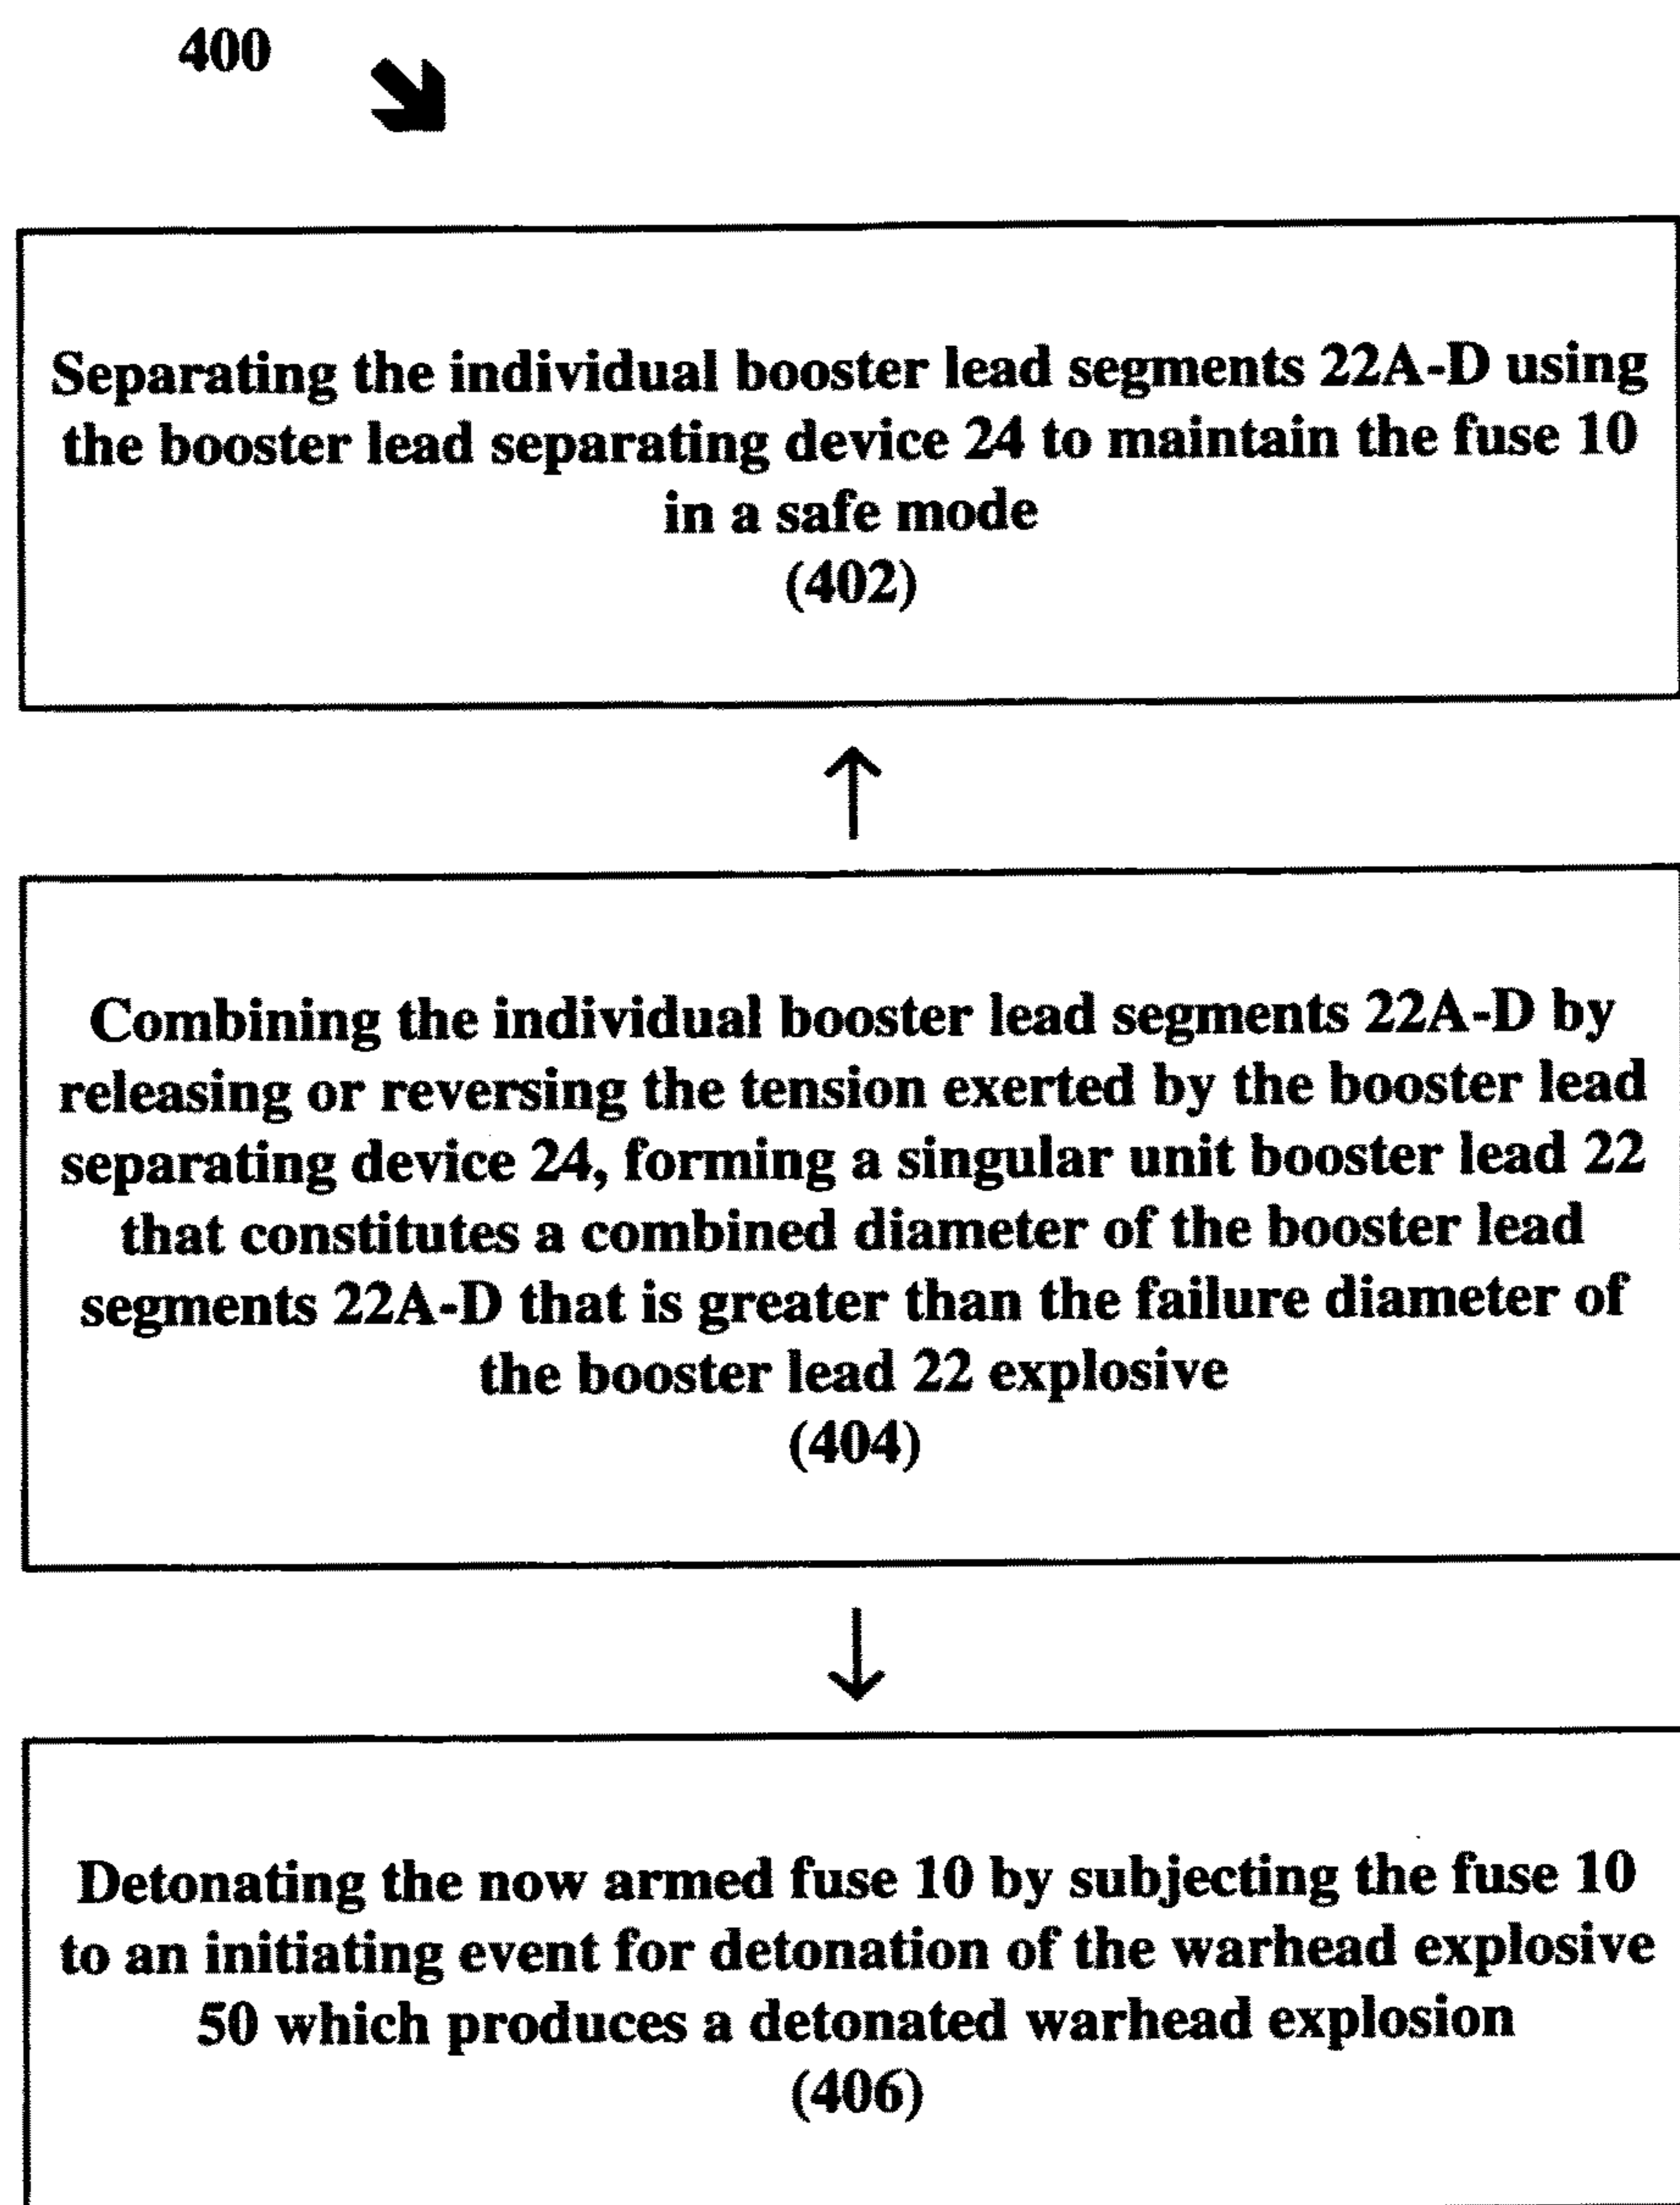 400
Separating the individual booster lead segments 22A-D using
the booster lead separating device 24 to maintain the fuse 10
in a safe mode
(402)
Combining the individual booster lead segments 22A-D by
releasing or reversing the tension exerted by the booster lead
separating device 24, forming a singular unit booster lead 22
that constitutes a combined diameter of the booster lead
segments 22A-D that is greater than the failure diameter of
the booster lead 22 explosive
(404)
Detonating the now armed fuse 10 by subjecting the fuse 10
to an initiating event for detonation of the warhead explosive
50 which produces a detonated warhead explosion
(406)